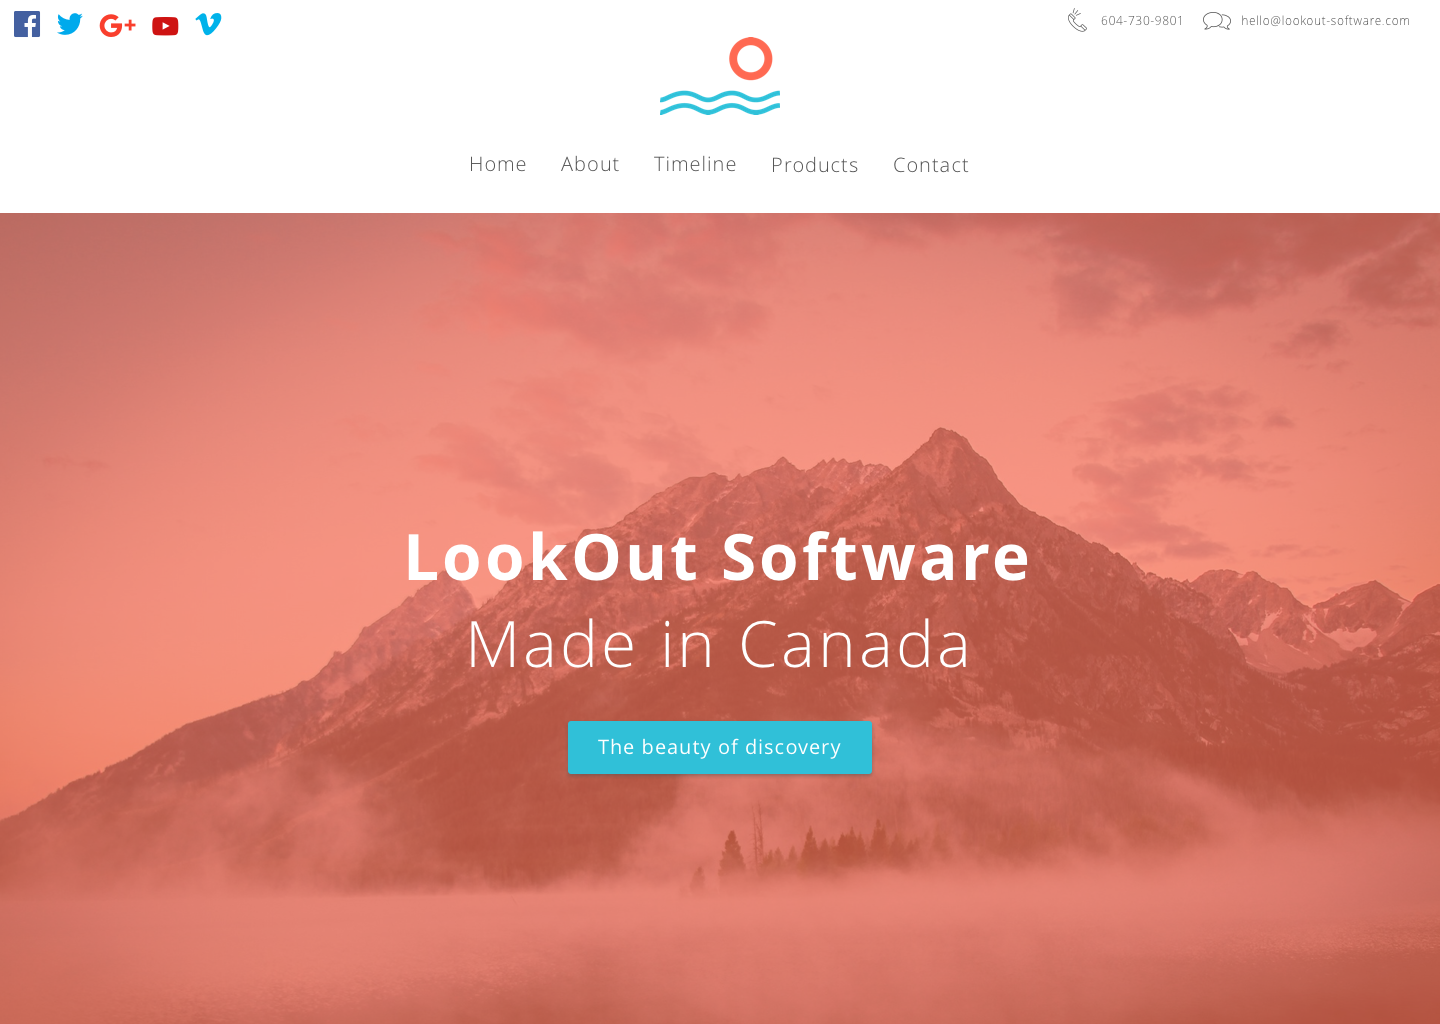 604-730-9801
hello@lookout-software.com
Home
About
Timeline
Products
Contact
LookOut Software
Made in Canada
The beauty of discovery